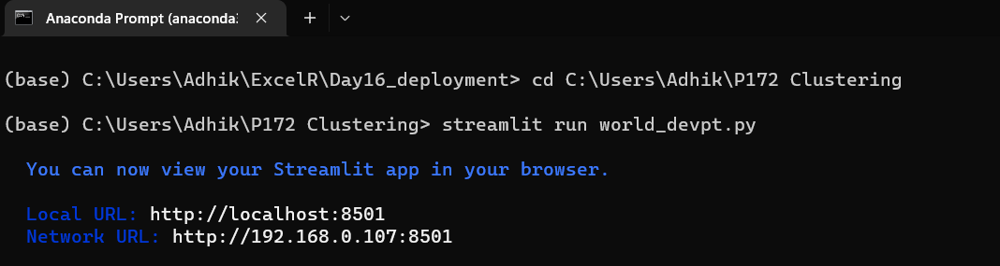 Anaconda Prompt (anaconda3
(base) C:\Users\Adhik\ExcelR\Day16_deployment> cd C:\Users\Adhik\P172 Clustering
(base) C:\Users\Adhik\P172 Clustering> streamlit run world_devpt.py
You can now view your Streamlit app in your browser.
Local URL: http://localhost:8501
Network URL: http://192.168.0.107:8501